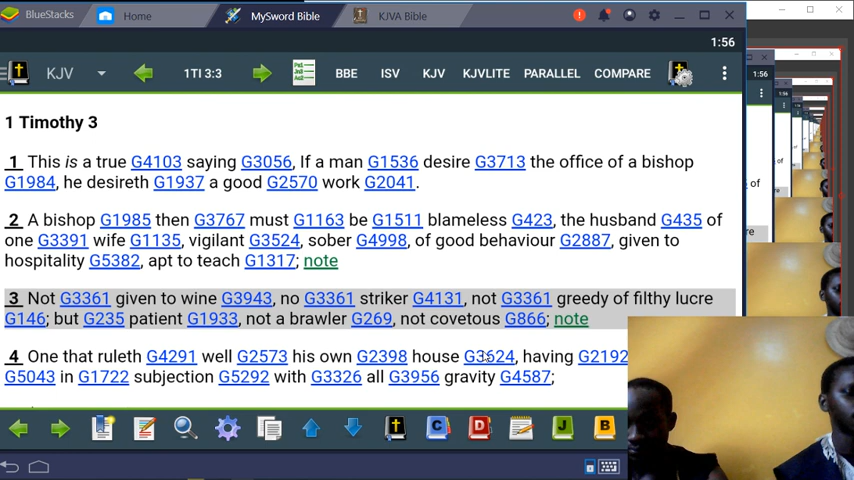 BlueStacks Home MySword Bible KJVA Bible
1:56
KJV 1TI 3:3 BBE ISV KJV KJVLITE PARALLEL COMPARE
1 Timothy 3
1 This is a true G4103 saying G3056, If a man G1536 desire G3713 the office of a bishop
G1984, he desireth G1937 a good G2570 work G2041.
2 A bishop G1985 then G3767 must G1163 be G1511 blameless G423, the husband G435 of
one G3391 wife G1135, vigilant G3524, sober G4998, of good behaviour G2887, given to
hospitality G5382, apt to teach G1317; note
3 Not G3361 given to wine G3943, no G3361 striker G4131, not G3361 greedy of filthy lucre
G146; but G235 patient G1933, not a brawler G269, not covetous G866; note
4 One that ruleth G4291 well G2573 his own G2398 house G3624, having G2192
G5043 in G1722 subjection G5292 with G3326 all G3956 gravity G4587;
C D J B
1:56
of